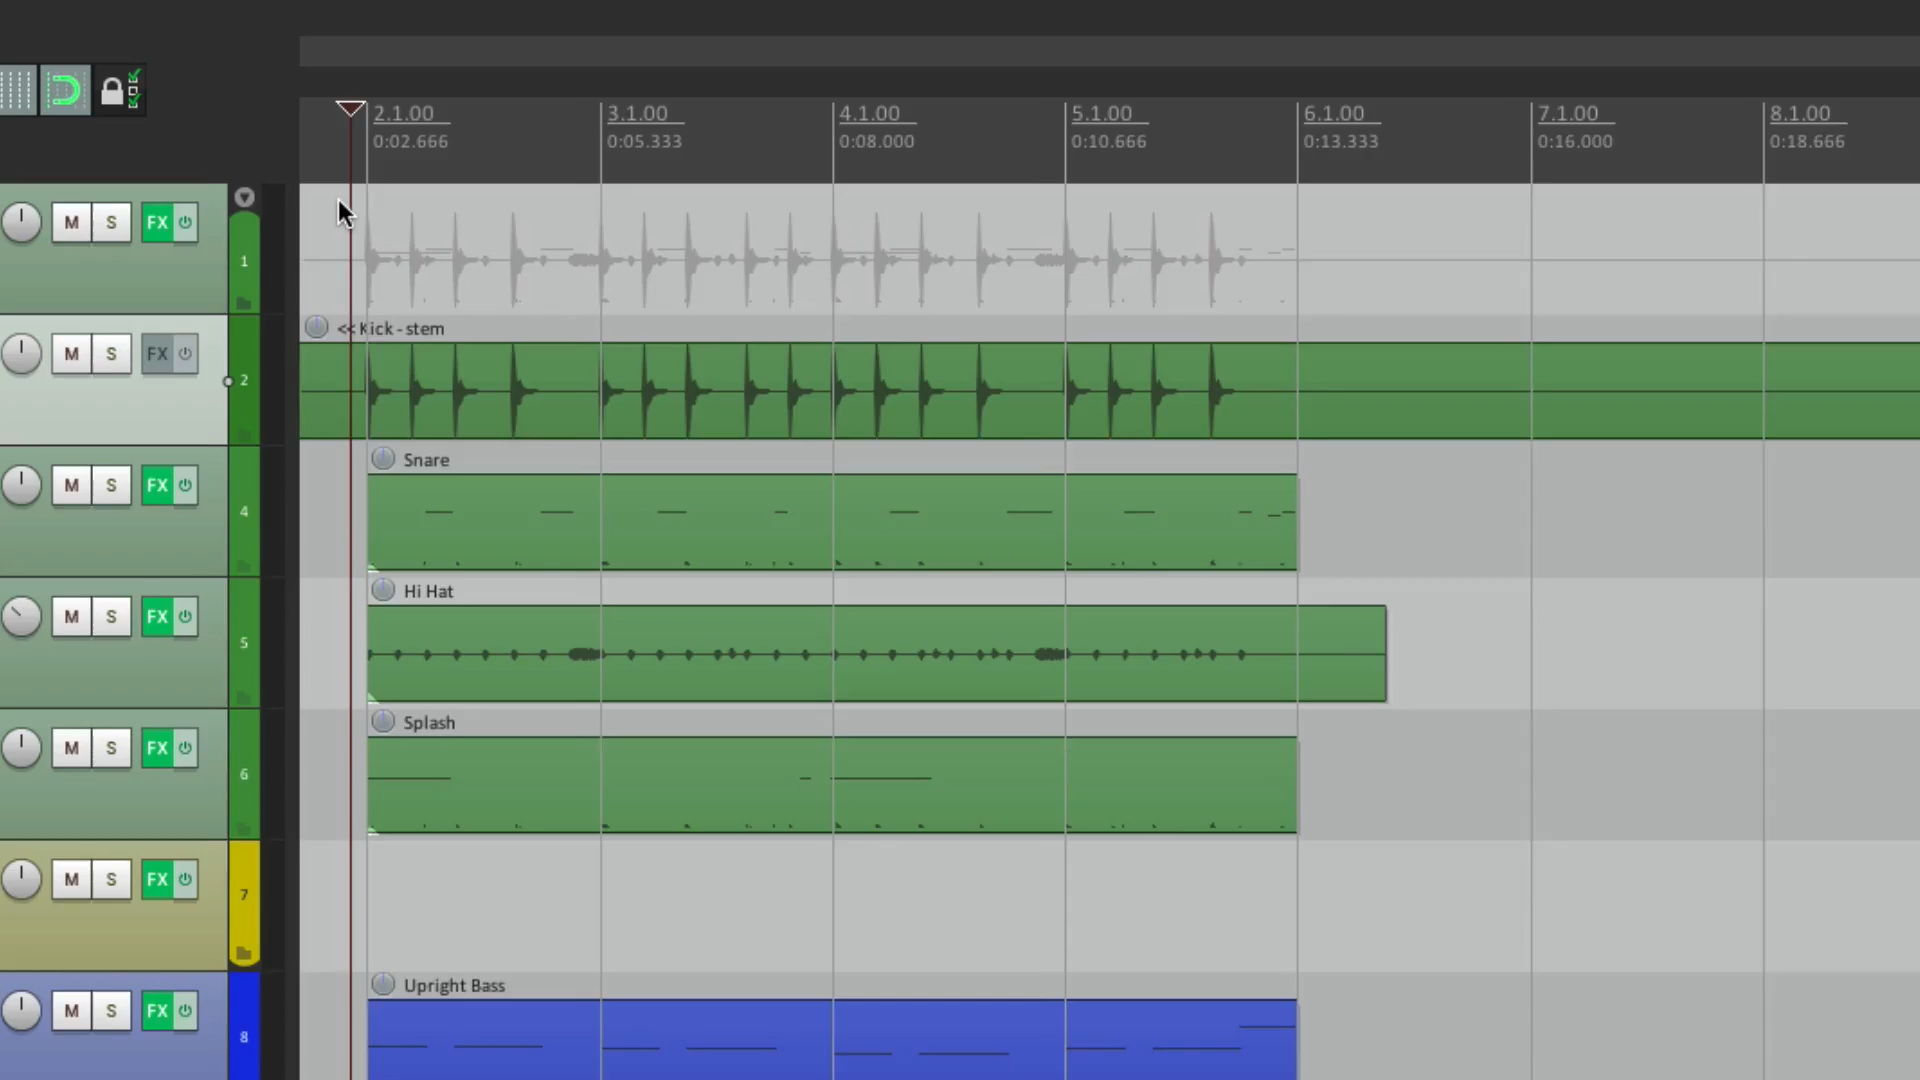 2.1.00 3.1.00 4.1.00 5.1.00 6.1.00 7.1.00 8.1.00
0:02.666 0:05.333 0:08.000 0:10.666 0:13.333 0:16.000 0:18.666
M S FX 1
<< Kick - stem
M S FX 2
Snare
M S FX 4
Hi Hat
M S FX 5
Splash
M S FX 6
M S FX 7
Upright Bass
M S FX 8